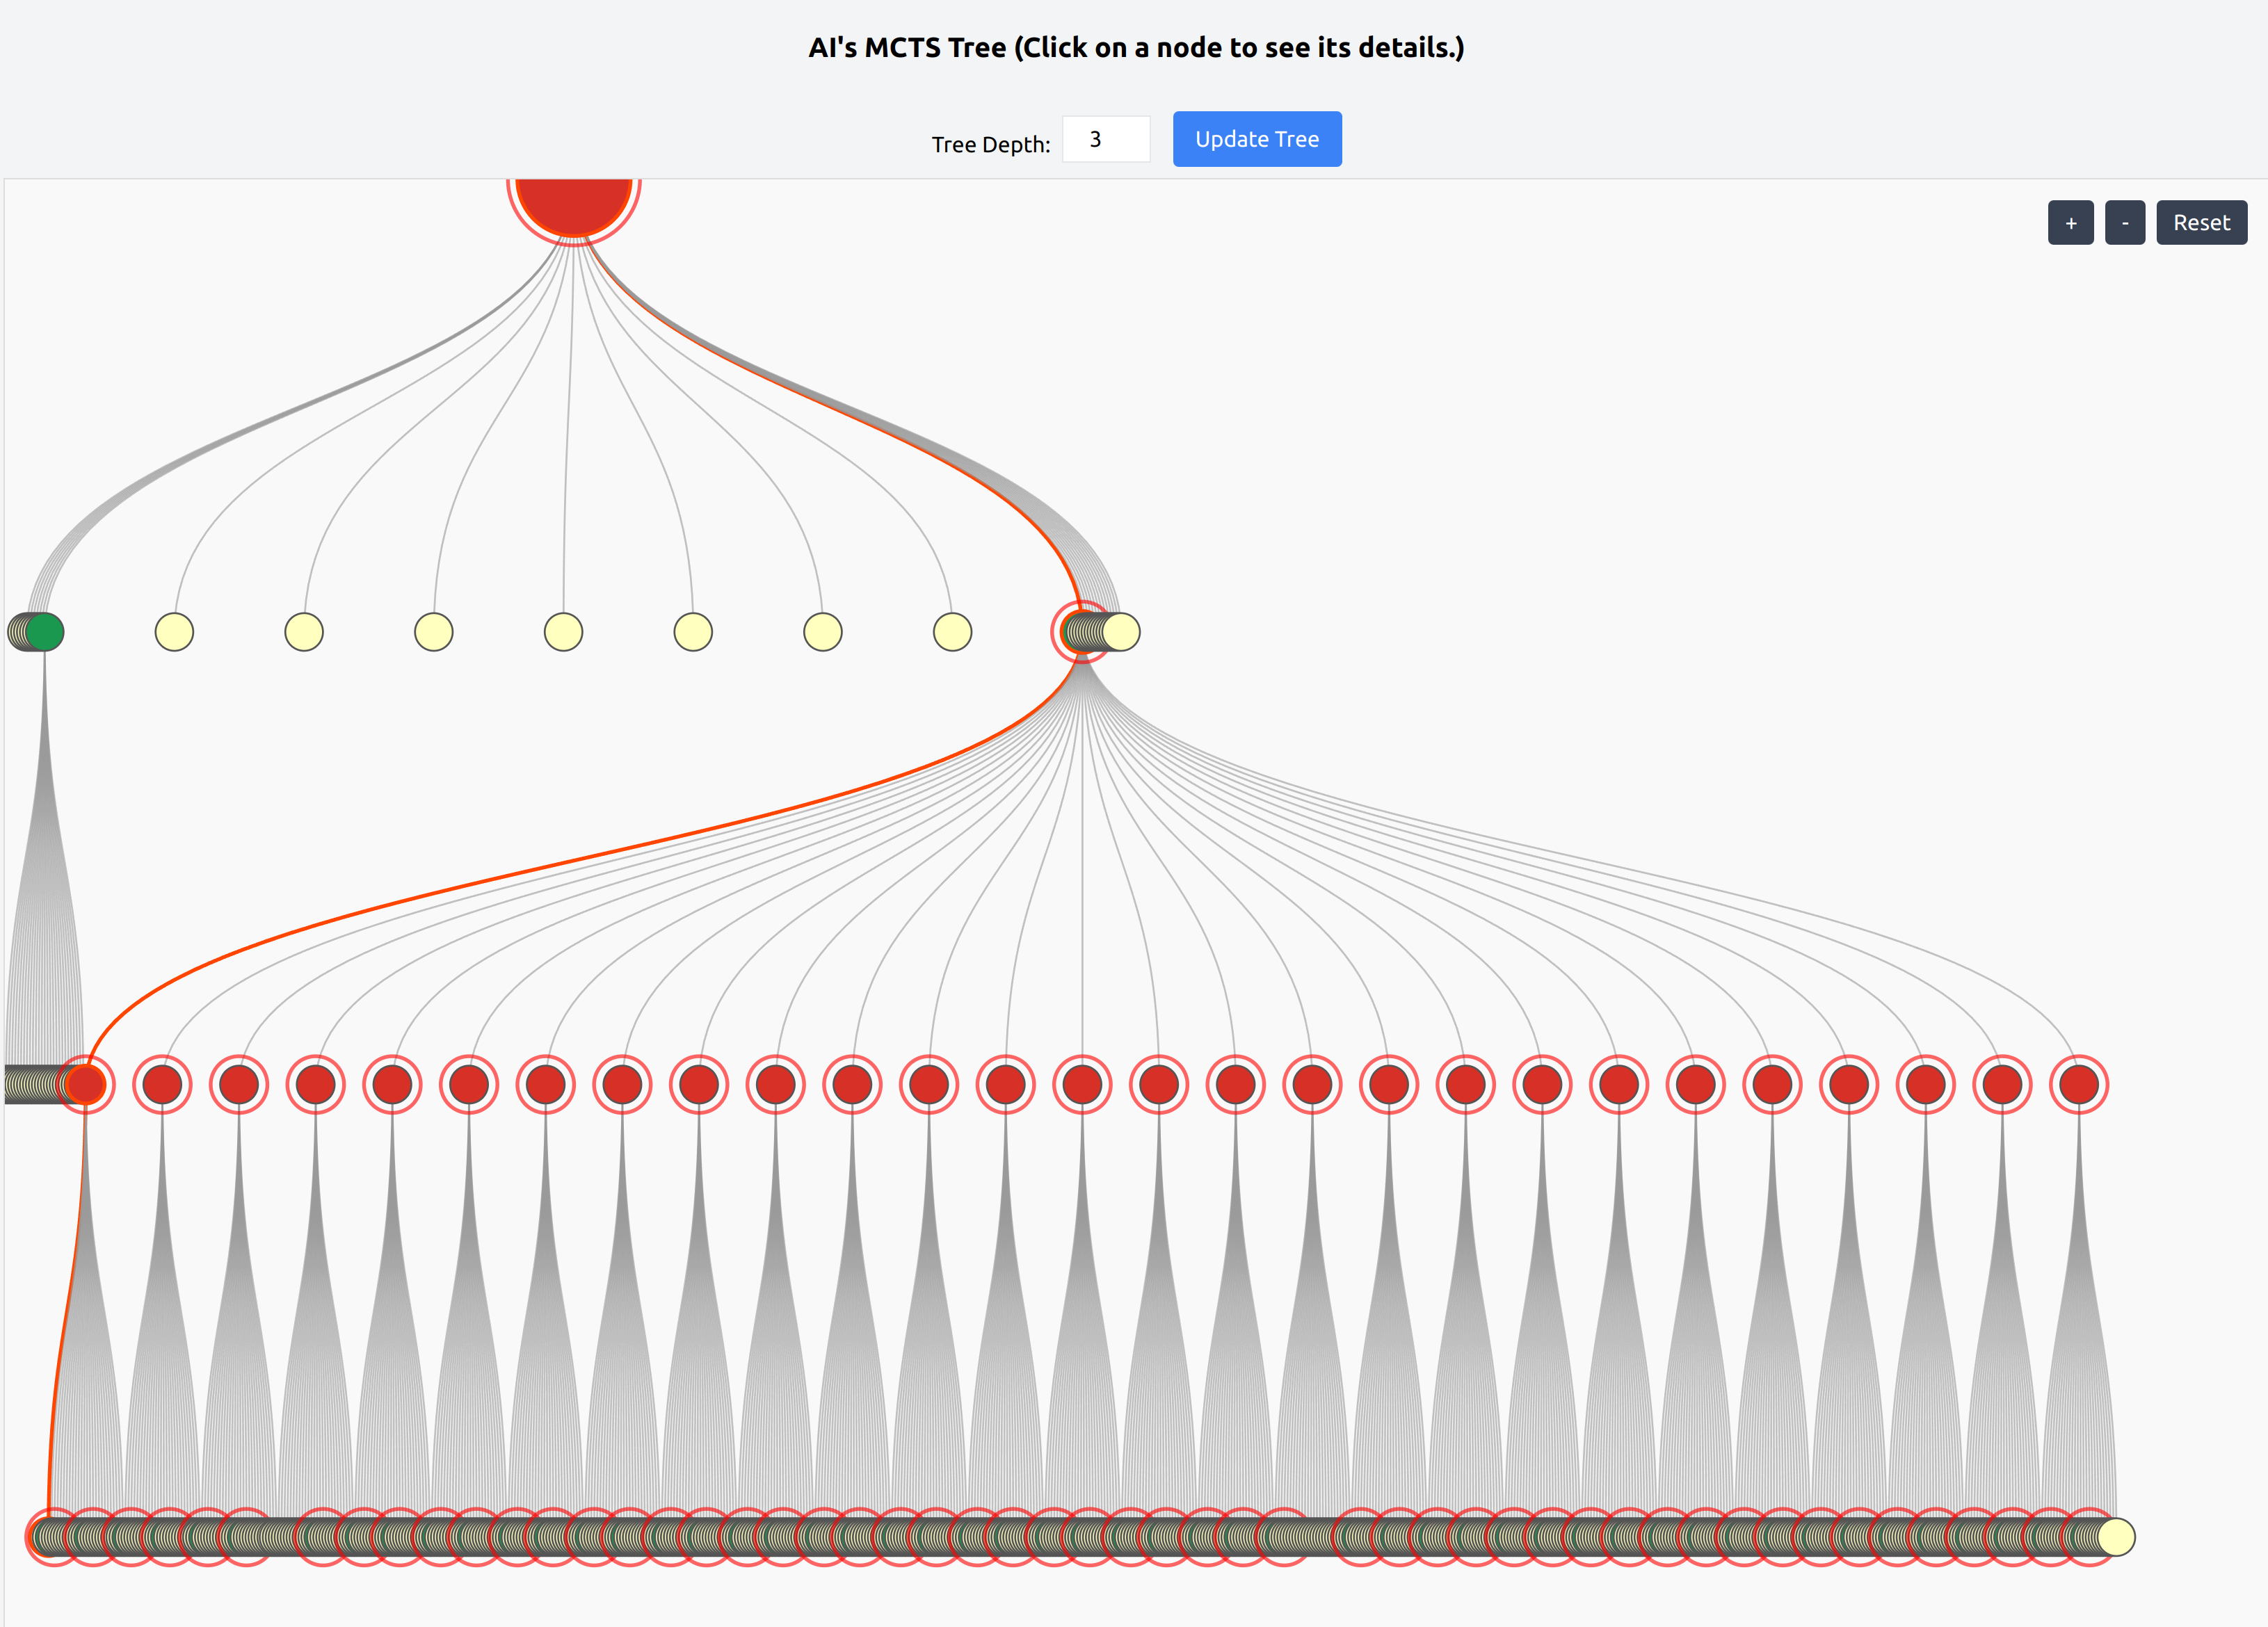 AI's MCTS Tree (Click on a node to see its details.)
Tree Depth: 3 Update Tree
+ - Reset